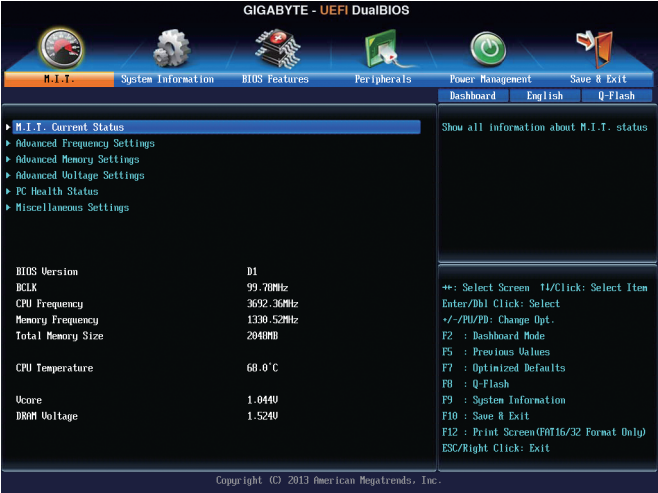 GIGABYTE - UEFI DualBIOS
M.I.T. System Information BIOS Features Peripherals Power Management Save & Exit
Dashboard English Q-Flash
M.I.T. Current Status
Advanced Frequency Settings
Advanced Memory Settings
Advanced Voltage Settings
PC Health Status
Miscellaneous Settings
BIOS Version D1
BCLK 99.78MHz
CPU Frequency 3692.36MHz
Memory Frequency 1330.52MHz
Total Memory Size 2048MB
CPU Temperature 68.0°C
Vcore 1.044V
DRAM Voltage 1.524V
Show all information about M.I.T. status
→←: Select Screen ↑↓/Click: Select Item
Enter/Dbl Click: Select
+/-/PU/PD: Change Opt.
F2 : Dashboard Mode
F5 : Previous Values
F7 : Optimized Defaults
F8 : Q-Flash
F9 : System Information
F10 : Save & Exit
F12 : Print Screen(FAT16/32 Format Only)
ESC/Right Click: Exit
Copyright (C) 2013 American Megatrends, Inc.